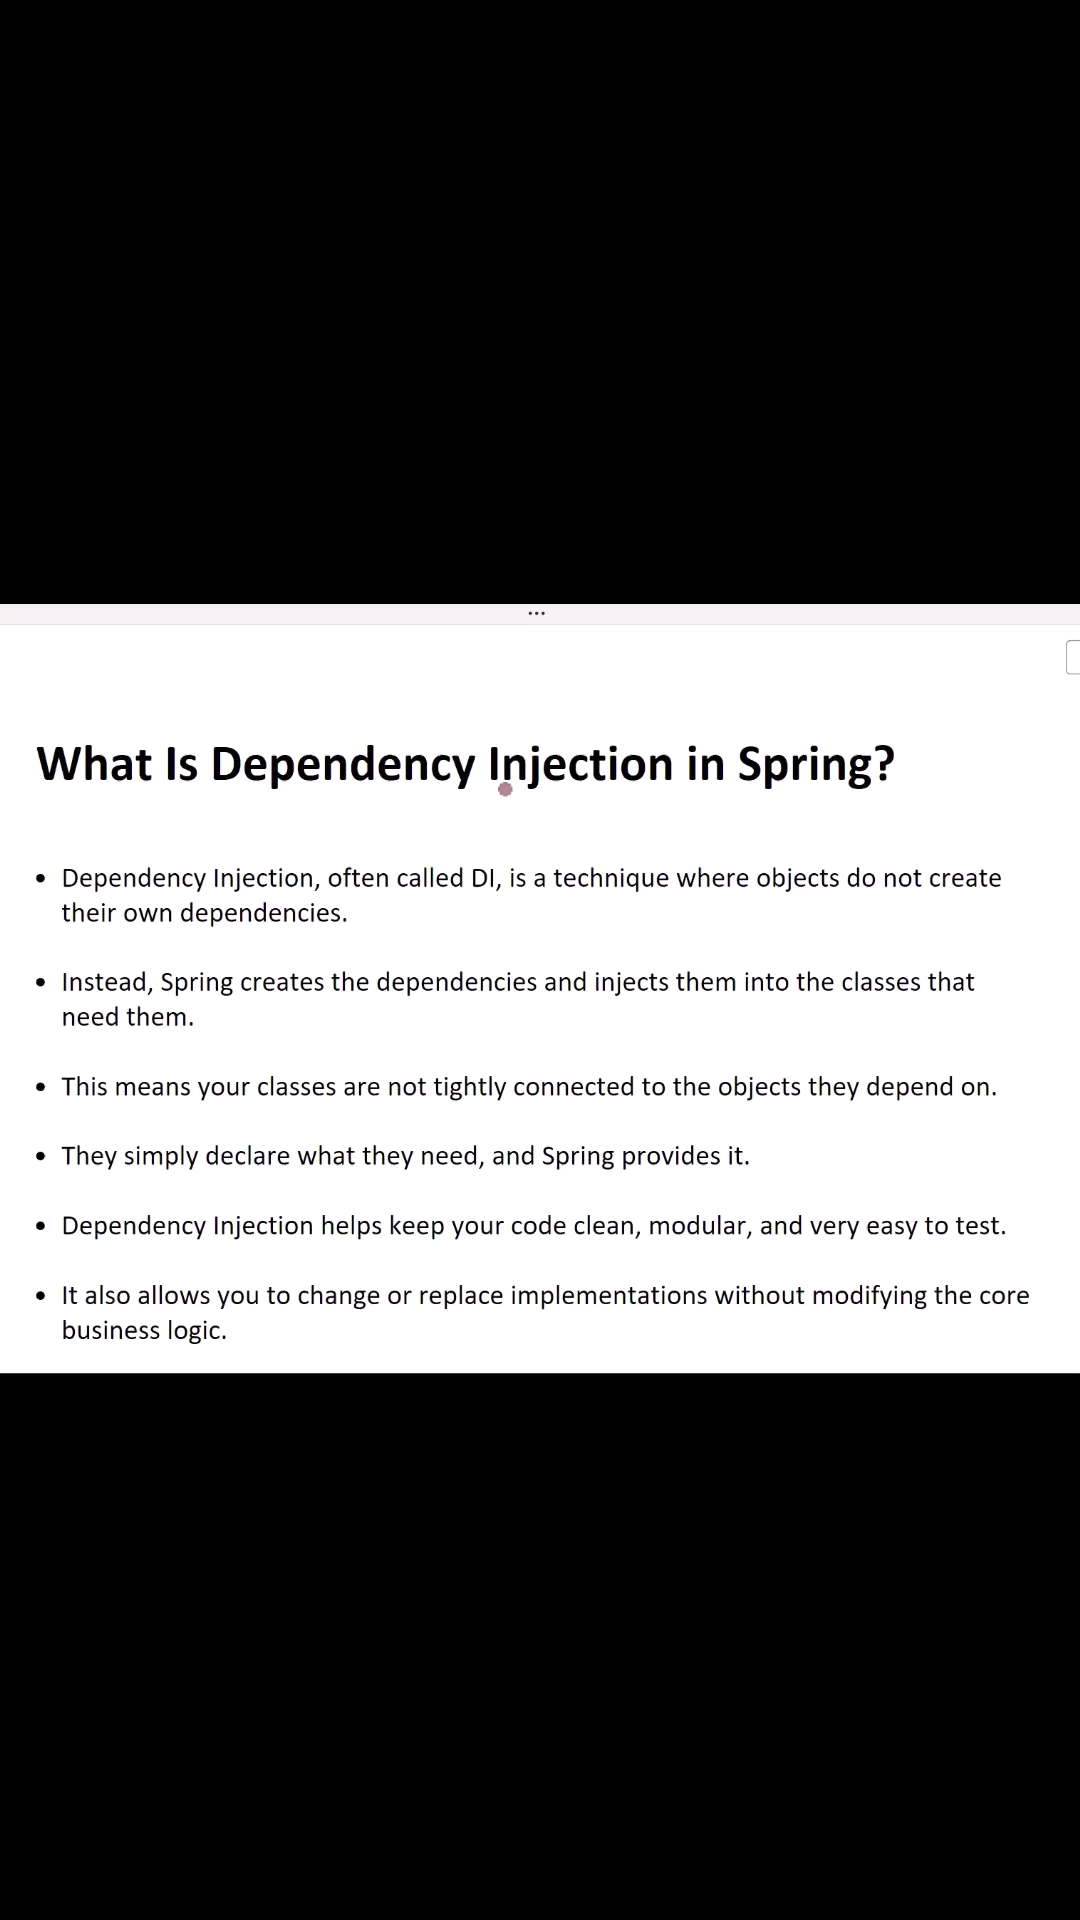 What Is Dependency Injection in Spring?
• Dependency Injection, often called DI, is a technique where objects do not create
their own dependencies.
• Instead, Spring creates the dependencies and injects them into the classes that
need them.
• This means your classes are not tightly connected to the objects they depend on.
• They simply declare what they need, and Spring provides it.
• Dependency Injection helps keep your code clean, modular, and very easy to test.
• It also allows you to change or replace implementations without modifying the core
business logic.